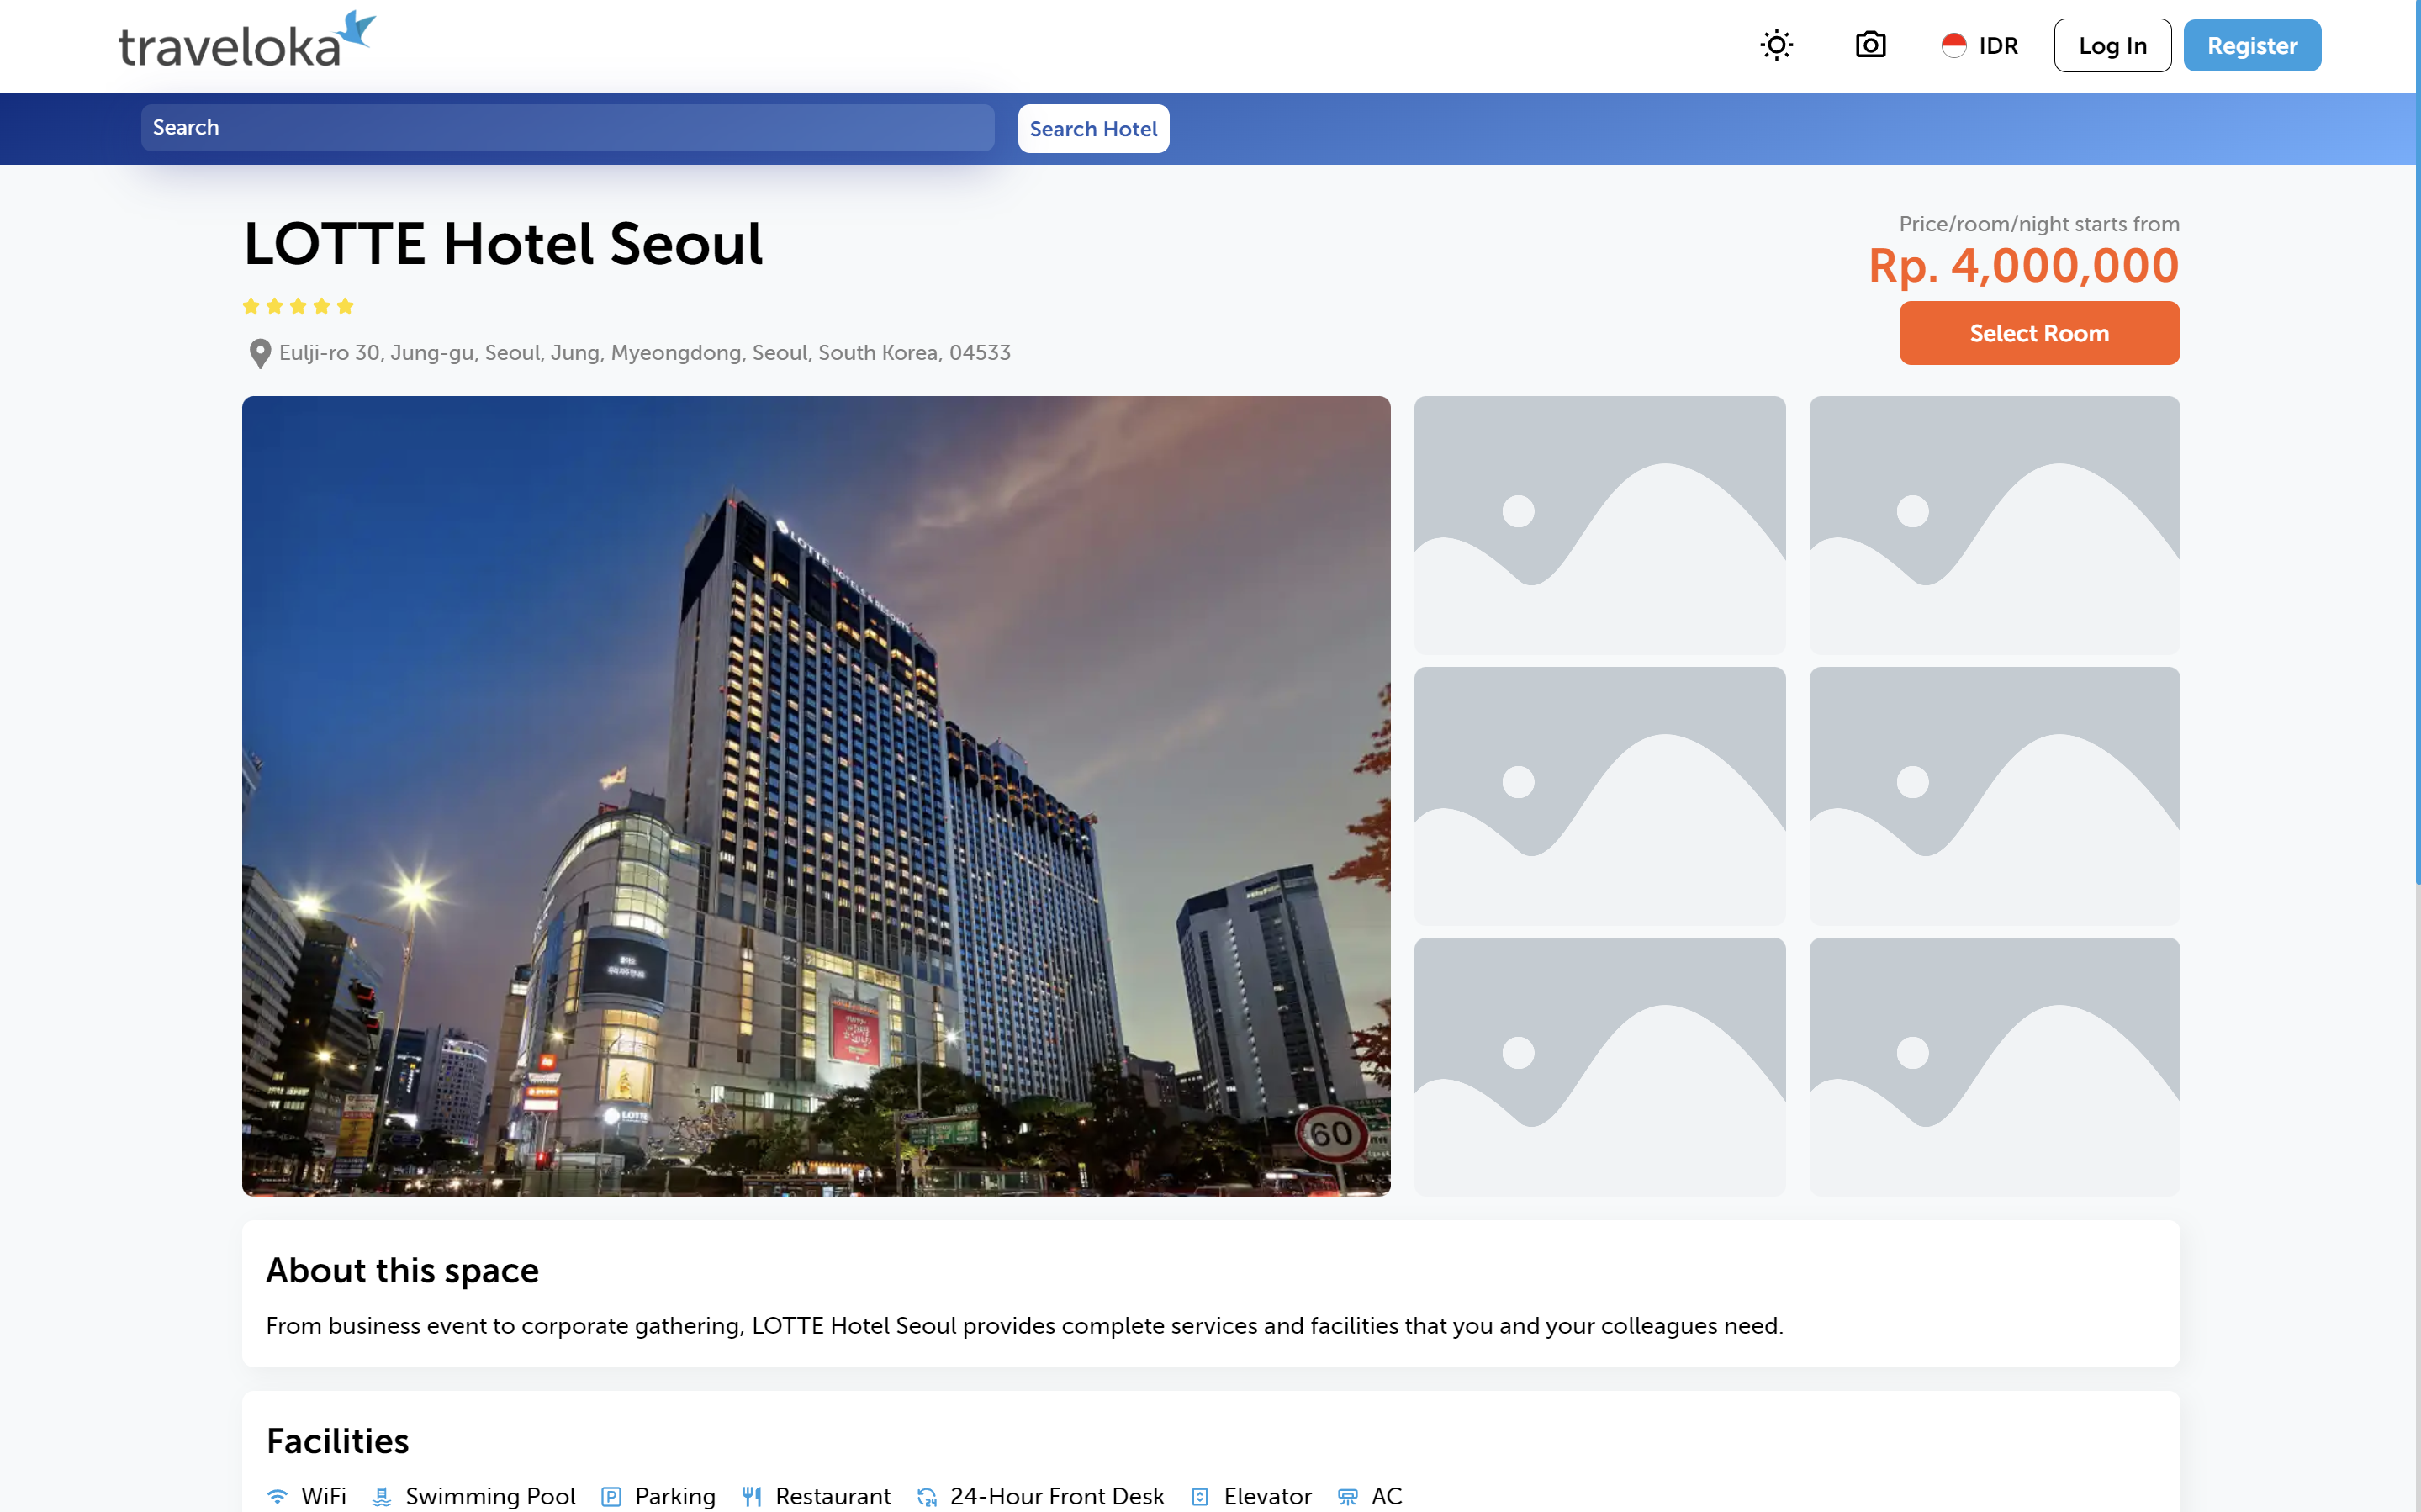 traveloka
IDR
Log In
Register
Search
Search Hotel
LOTTE Hotel Seoul
Price/room/night starts from
Rp. 4,000,000
Eulji-ro 30, Jung-gu, Seoul, Jung, Myeongdong, Seoul, South Korea, 04533
Select Room
LOTTE HOTELS & RESORTS
LOTTE
60
About this space
From business event to corporate gathering, LOTTE Hotel Seoul provides complete services and facilities that you and your colleagues need.
Facilities
WiFi Swimming Pool Parking Restaurant 24-Hour Front Desk Elevator AC